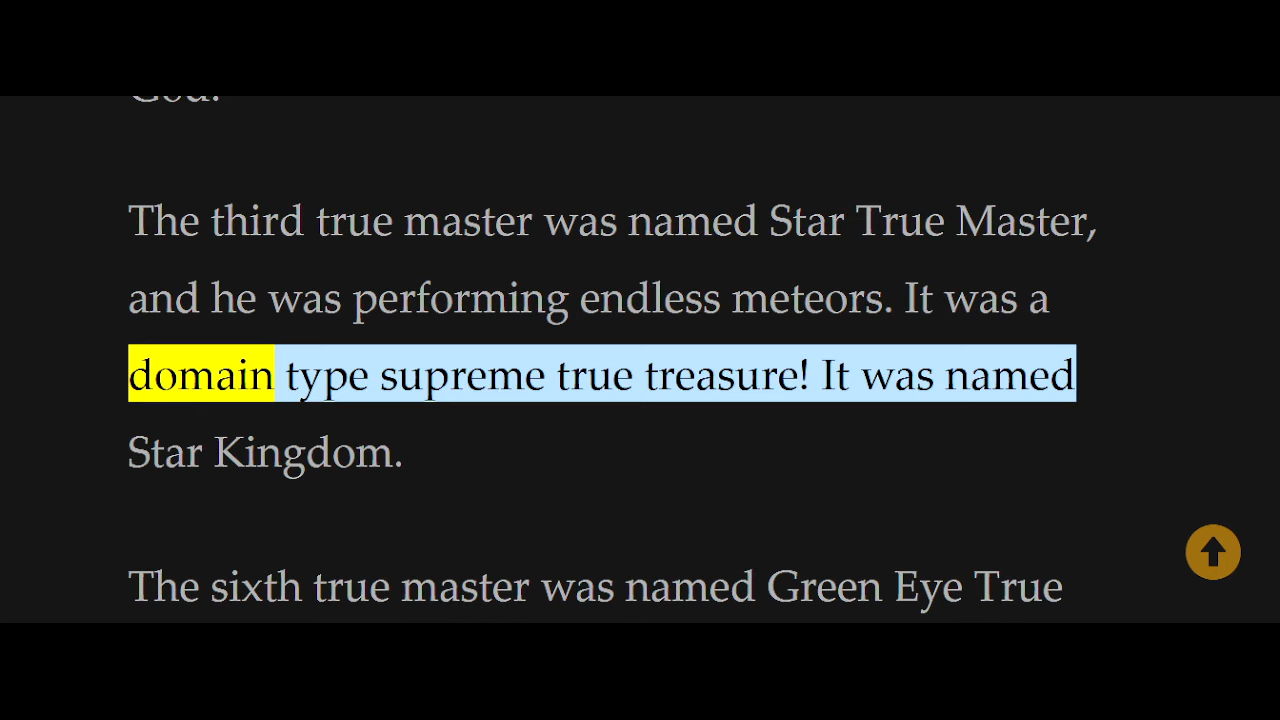 God.
The third true master was named Star True Master,
and he was performing endless meteors. It was a
domain type supreme true treasure! It was named
Star Kingdom.
The sixth true master was named Green Eye True